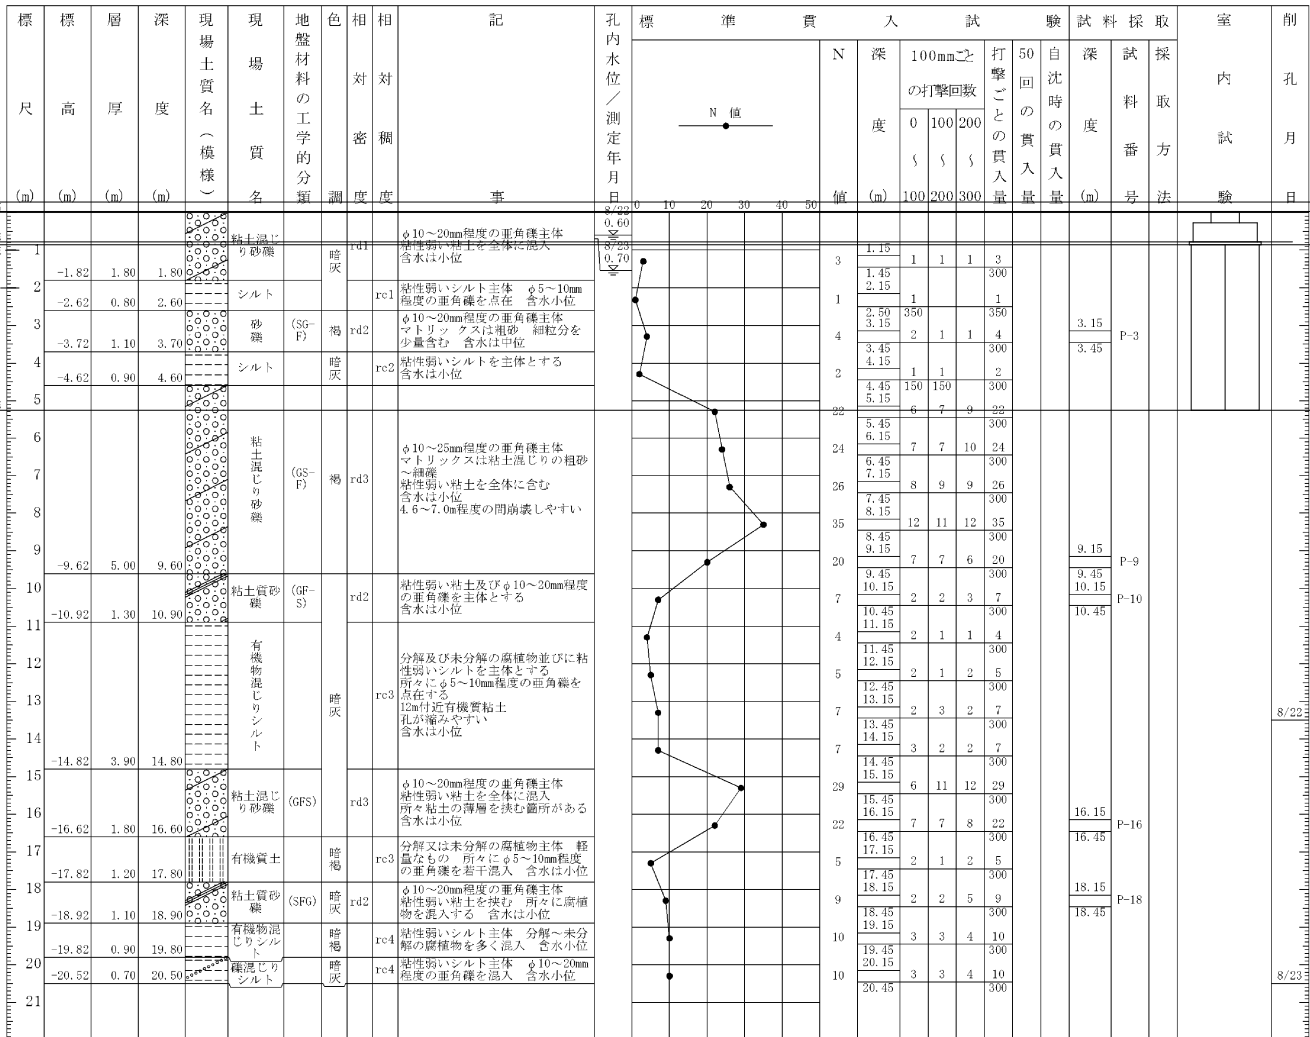 標尺(m)
標高(m)
層厚(m)
深度(m)
現場土質名(模様)
現場土質名
地盤材料の工学的分類
色調
相対密度
相対稠度
記事
孔内水位/測定年月日
標準貫入試験
N 値
0 10 20 30 40 50
N値
深度(m)
100mmごと
の打撃回数
0 100 200
~ ~ ~
100 200 300
打撃ごとの貫入量
50回の貫入量
自沈時の貫入量
試料採取
深度(m)
試料番号
採取方法
室内試験
削孔月日
8/22
0.60
8/23
0.70
-1.82 1.80 1.80
粘土混じ
り砂礫
暗灰
rd1
φ10~20mm程度の亜角礫主体
粘性弱い粘土を全体に混入
含水は小位
-2.62 0.80 2.60
シルト
rc1
粘性弱いシルト主体 φ5~10mm
程度の亜角礫を点在 含水小位
-3.72 1.10 3.70
砂礫
(SG-
F)
褐
rd2
φ10~20mm程度の亜角礫主体
マトリックスは粗砂 細粒分を
少量含む 含水は中位
-4.62 0.90 4.60
シルト
暗灰
rc2
粘性弱いシルトを主体とする
含水は小位
-9.62 5.00 9.60
粘土混じり砂礫
(GS-
F)
褐
rd3
φ10~25mm程度の亜角礫主体
マトリックスは粘土混じりの粗砂
~細礫
粘性弱い粘土を全体に含む
含水は小位
4.6~7.0m程度の間崩壊しやすい
-10.92 1.30 10.90
粘土質砂
礫
(GF-
S)
rd2
粘性弱い粘土及びφ10~20mm程度
の亜角礫を主体とする
含水は小位
-14.82 3.90 14.80
有機物混じりシルト
暗灰
rc3
分解及び未分解の腐植物並びに粘
性弱いシルトを主体とする
所々にφ5~10mm程度の亜角礫を
点在する
12m付近有機質粘土
孔が縮みやすい
含水は小位
-16.62 1.80 16.60
粘土混じ
り砂礫
(GFS)
rd3
φ10~20mm程度の亜角礫主体
粘性弱い粘土を全体に混入
所々粘土の薄層を挟む箇所がある
含水は小位
-17.82 1.20 17.80
有機質土
暗褐
rc3
分解又は未分解の腐植物主体 軽
量なもの 所々にφ5~10mm程度
の亜角礫を若干混入 含水は小位
-18.92 1.10 18.90
粘土質砂
礫
(SFG)
暗灰
rd2
φ10~20mm程度の亜角礫主体
粘性弱い粘土を挟む 所々に腐植
物を混入する 含水は小位
-19.82 0.90 19.80
有機物混
じりシル
ト
暗褐
rc4
粘性弱いシルト主体 分解~未分
解の腐植物を多く混入 含水小位
-20.52 0.70 20.50
礫混じり
シルト
暗灰
rc4
粘性弱いシルト主体 φ10~20mm
程度の亜角礫を混入 含水小位
1
2
3
4
5
6
7
8
9
10
11
12
13
14
15
16
17
18
19
20
21
3 1.15 1 1 1 3
1.45 300
1 2.15 1 1
2.50 350 350
4 3.15 2 1 1 4
3.45 300
2 4.15 1 1 2
4.45 150 150 300
22 5.15 6 7 9 22
5.45 300
24 6.15 7 7 10 24
6.45 300
26 7.15 8 9 9 26
7.45 300
35 8.15 12 11 12 35
8.45 300
20 9.15 7 7 6 20
9.45 300
7 10.15 2 2 3 7
10.45 300
4 11.15 2 1 1 4
11.45 300
5 12.15 2 1 2 5
12.45 300
7 13.15 2 3 2 7
13.45 300
7 14.15 3 2 2 7
14.45 300
29 15.15 6 11 12 29
15.45 300
22 16.15 7 7 8 22
16.45 300
5 17.15 2 1 2 5
17.45 300
9 18.15 2 2 5 9
18.45 300
10 19.15 3 3 4 10
19.45 300
10 20.15 3 3 4 10
20.45 300
3.15
3.45
P-3
9.15
9.45
P-9
10.15
10.45
P-10
16.15
16.45
P-16
18.15
18.45
P-18
8/22
8/23